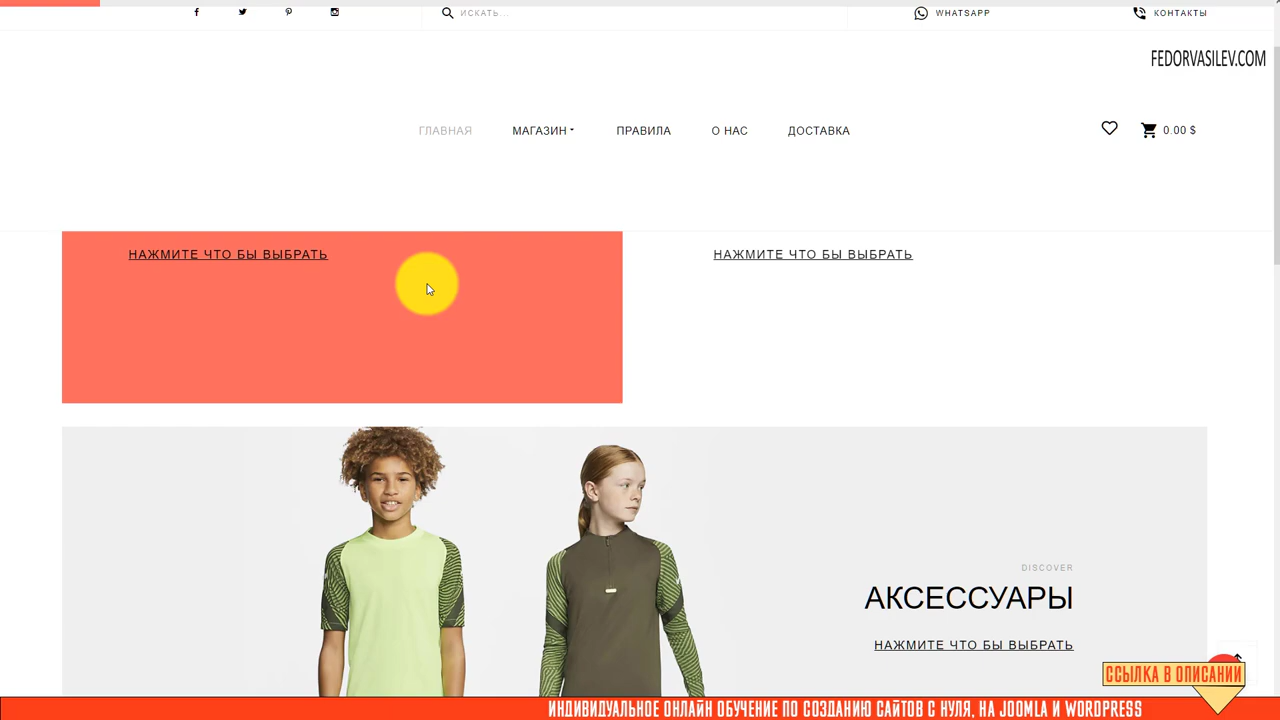 ИСКАТЬ...
WHATSAPP
КОНТАКТЫ
FEDORVASILEV.COM
ГЛАВНАЯ
МАГАЗИН
ПРАВИЛА
О НАС
ДОСТАВКА
0.00 $
НАЖМИТЕ ЧТО БЫ ВЫБРАТЬ
НАЖМИТЕ ЧТО БЫ ВЫБРАТЬ
DISCOVER
АКСЕССУАРЫ
НАЖМИТЕ ЧТО БЫ ВЫБРАТЬ
ССЫЛКА В ОПИСАНИИ
ИНДИВИДУАЛЬНОЕ ОНЛАЙН ОБУЧЕНИЕ ПО СОЗДАНИЮ САЙТОВ С НУЛЯ, НА JOOMLA И WORDPRESS